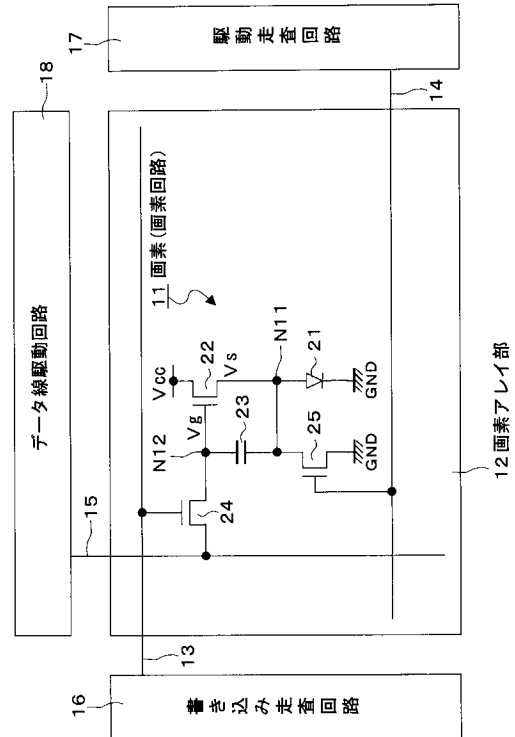 18
データ線駆動回路
15
17
駆動走査回路
14
16
書き込み走査回路
13
11 画素(画素回路)
Vcc
22
Vg
Vs
N12
N11
23
24
21
25
GND
GND
12 画素アレイ部